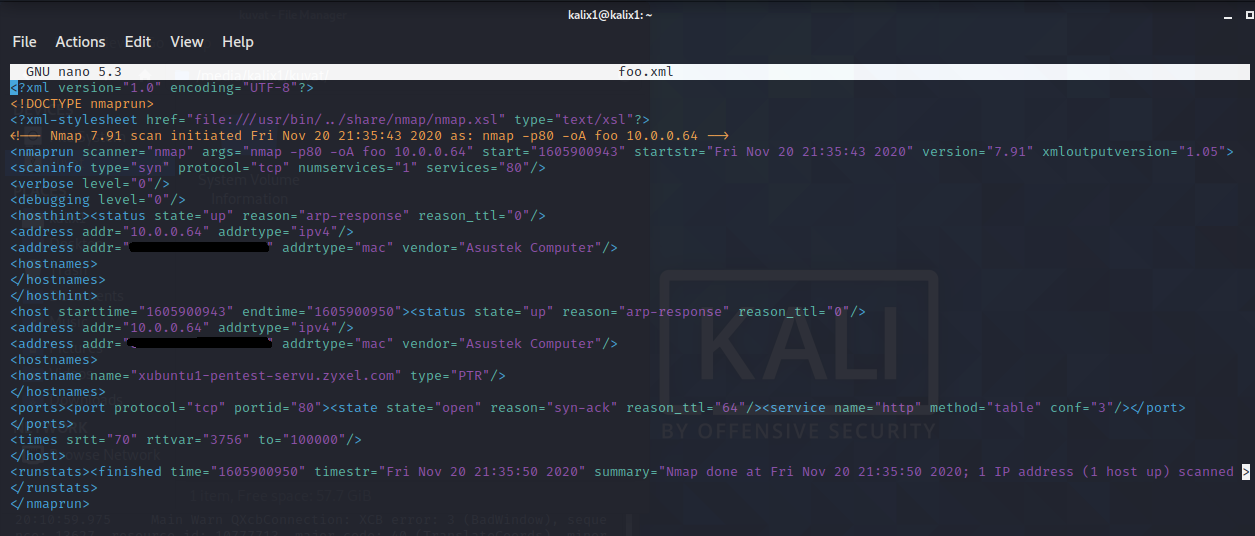 kalix1@kalix1: ~
File Actions Edit View Help
GNU nano 5.3 foo.xml
<?xml version="1.0" encoding="UTF-8"?>
<!DOCTYPE nmaprun>
<?xml-stylesheet href="file:///usr/bin/../share/nmap/nmap.xsl" type="text/xsl"?>
<!-- Nmap 7.91 scan initiated Fri Nov 20 21:35:43 2020 as: nmap -p80 -oA foo 10.0.0.64 -->
<nmaprun scanner="nmap" args="nmap -p80 -oA foo 10.0.0.64" start="1605900943" startstr="Fri Nov 20 21:35:43 2020" version="7.91" xmloutputversion="1.05">
<scaninfo type="syn" protocol="tcp" numservices="1" services="80"/>
<verbose level="0"/>
<debugging level="0"/>
<hosthint><status state="up" reason="arp-response" reason_ttl="0"/>
<address addr="10.0.0.64" addrtype="ipv4"/>
<address addr=" " addrtype="mac" vendor="Asustek Computer"/>
<hostnames>
</hostnames>
</hosthint>
<host starttime="1605900943" endtime="1605900950"><status state="up" reason="arp-response" reason_ttl="0"/>
<address addr="10.0.0.64" addrtype="ipv4"/>
<address addr=" " addrtype="mac" vendor="Asustek Computer"/>
<hostnames>
<hostname name="xubuntu1-pentest-servu.zyxel.com" type="PTR"/>
</hostnames>
<ports><port protocol="tcp" portid="80"><state state="open" reason="syn-ack" reason_ttl="64"/><service name="http" method="table" conf="3"/></port>
</ports>
<times srtt="70" rttvar="3756" to="100000"/>
</host>
<runstats><finished time="1605900950" timestr="Fri Nov 20 21:35:50 2020" summary="Nmap done at Fri Nov 20 21:35:50 2020; 1 IP address (1 host up) scanned >
</runstats>
</nmaprun>
KALI
BY OFFENSIVE SECURITY
System Volume
Information
Browse Network